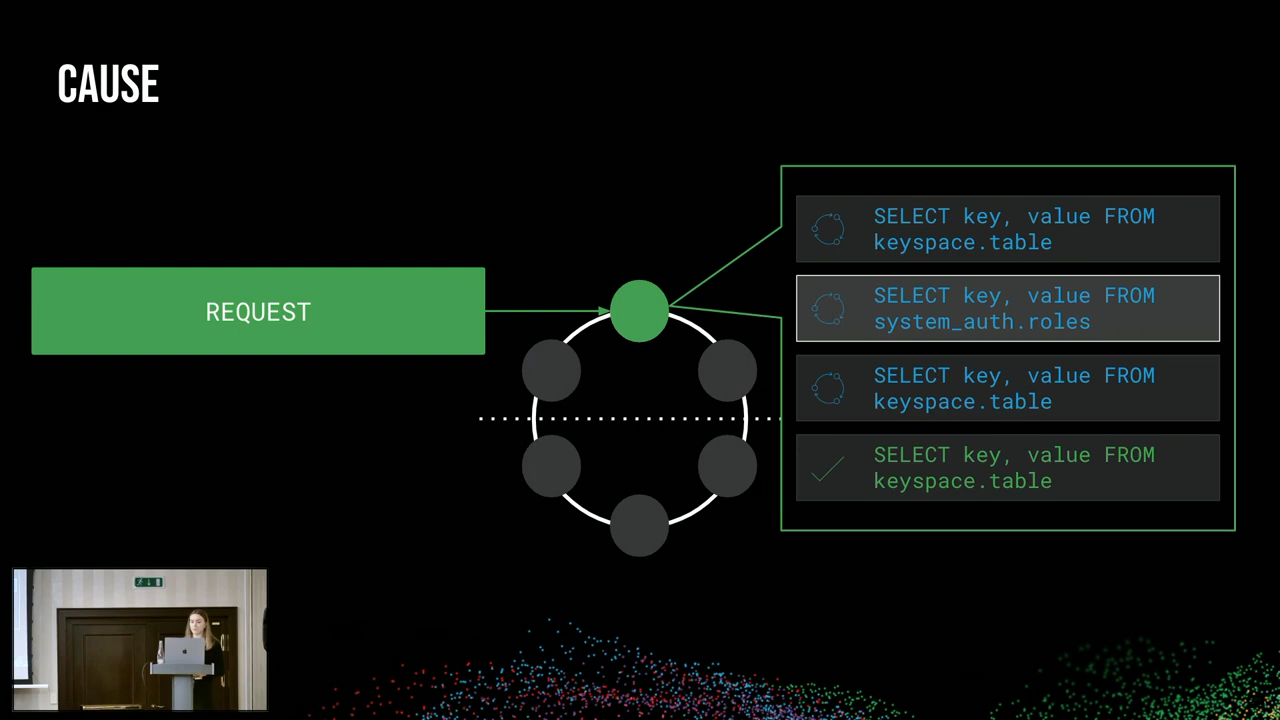 CAUSE
REQUEST
SELECT key, value FROM
keyspace.table
SELECT key, value FROM
system_auth.roles
SELECT key, value FROM
keyspace.table
SELECT key, value FROM
keyspace.table